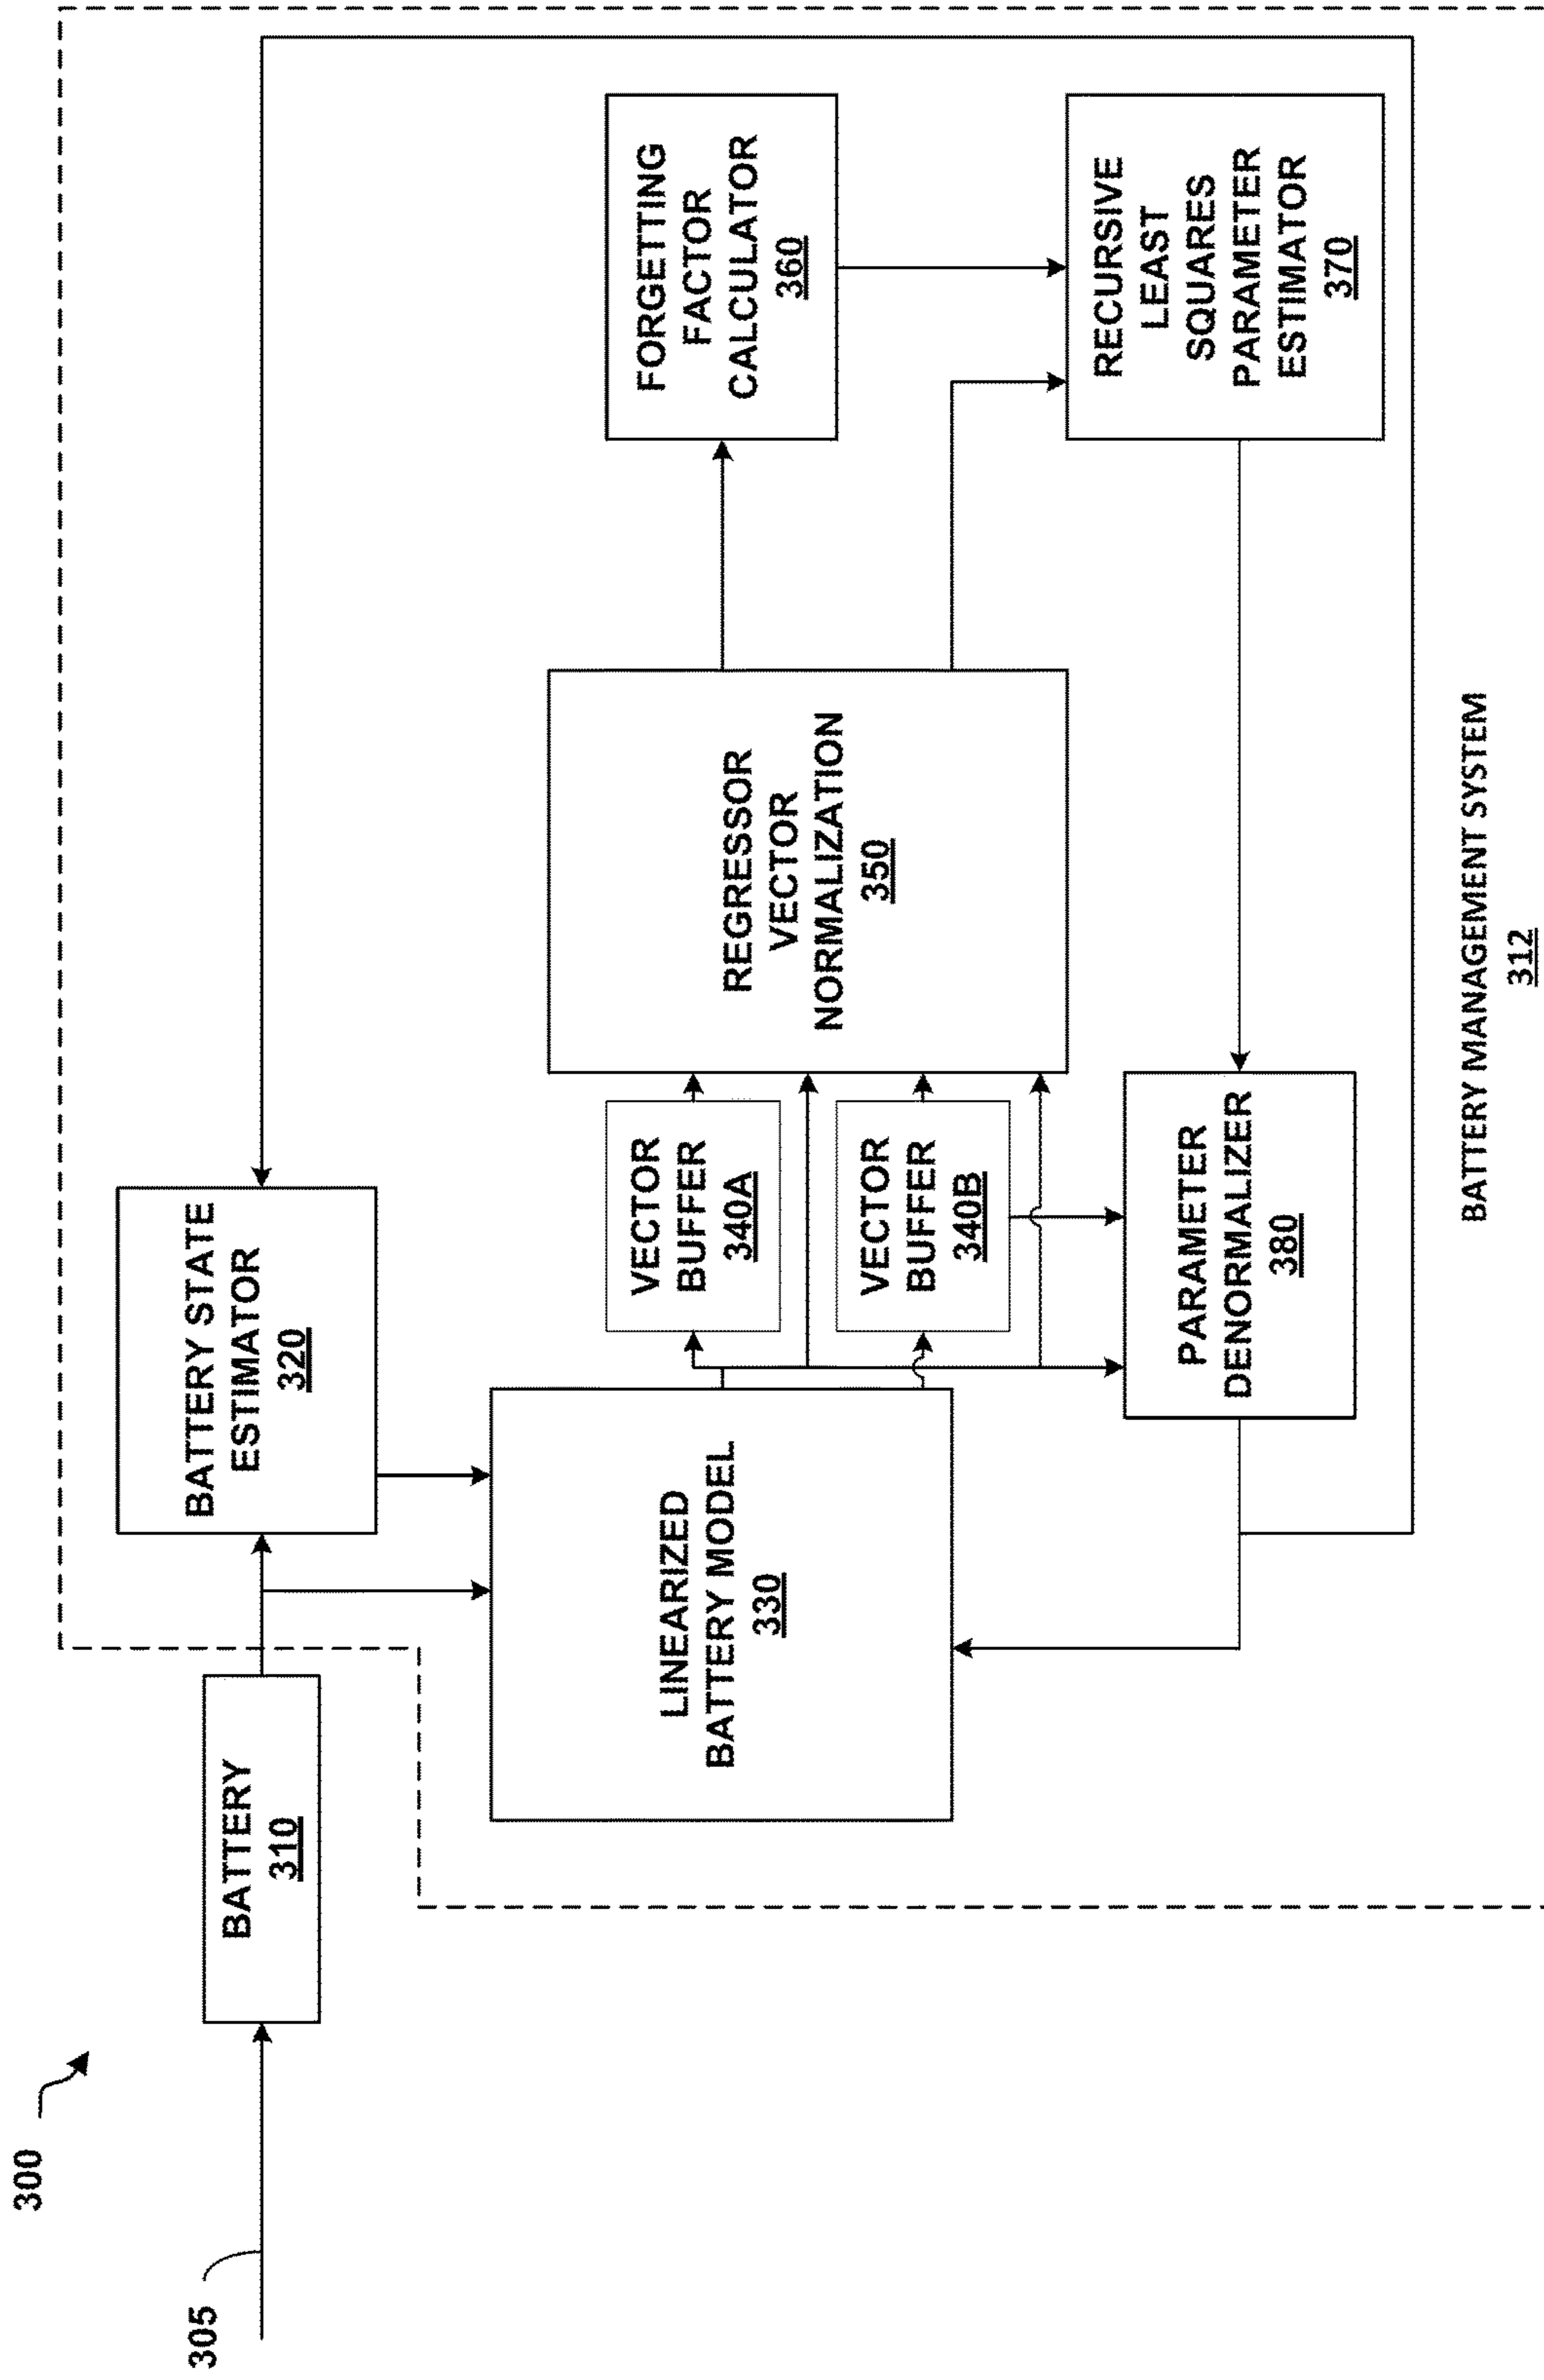 300
305
BATTERY
310
BATTERY STATE
ESTIMATOR
320
LINEARIZED
BATTERY MODEL
330
VECTOR
BUFFER
340A
VECTOR
BUFFER
340B
REGRESSOR
VECTOR
NORMALIZATION
350
FORGETTING
FACTOR
CALCULATOR
360
RECURSIVE
LEAST
SQUARES
PARAMETER
ESTIMATOR
370
PARAMETER
DENORMALIZER
380
BATTERY MANAGEMENT SYSTEM
312